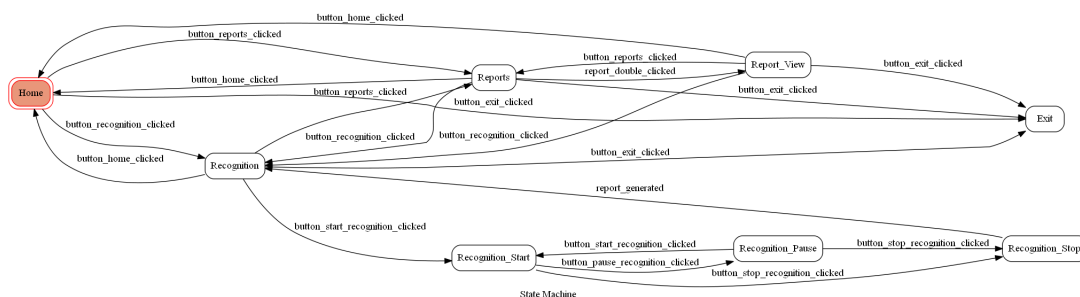 button_home_clicked
button_reports_clicked
button_reports_clicked
Report_View
button_exit_clicked
report_double_clicked
Reports
button_home_clicked
Home
button_reports_clicked
button_exit_clicked
button_exit_clicked
Exit
button_recognition_clicked
button_recognition_clicked
button_recognition_clicked
button_home_clicked
Recognition
button_exit_clicked
report_generated
button_start_recognition_clicked
button_start_recognition_clicked
Recognition_Pause
button_stop_recognition_clicked
Recognition_Stop
Recognition_Start
button_pause_recognition_clicked
button_stop_recognition_clicked
State Machine